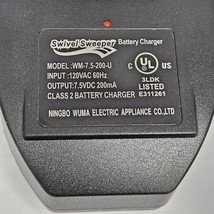 Swivel Sweeper Battery Charger
MODEL:WM-7.5-200-U
INPUT:120VAC 60Hz
OUTPUT:7.5VDC 200mA
CLASS 2 BATTERY CHARGER
C UL US
3LDK
LISTED
E311261
NINGBO WUMA ELECTRIC APPLIANCE CO.,LTD